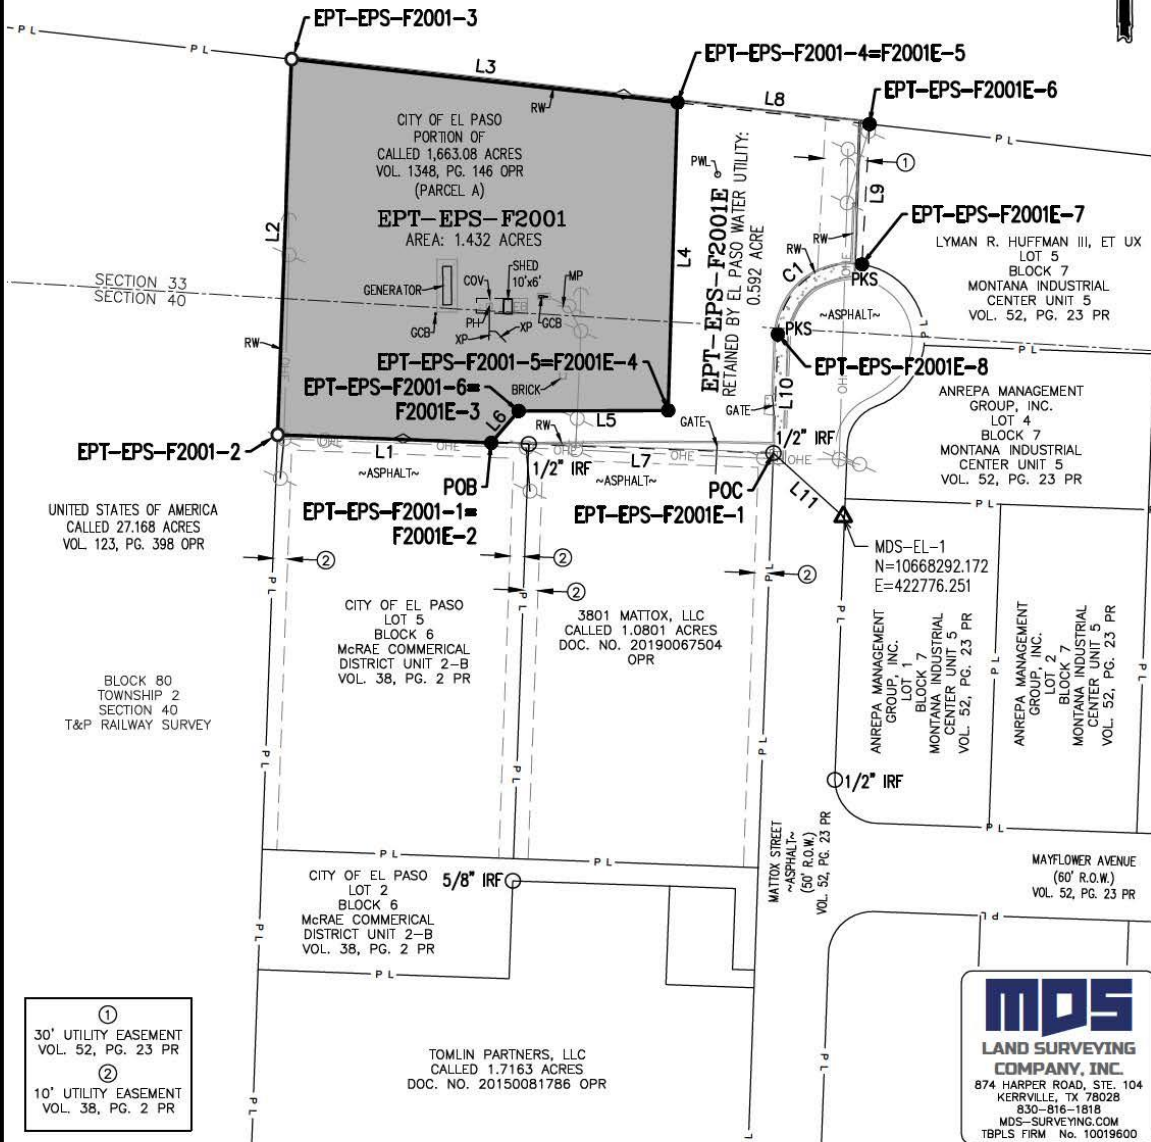 EPT-EPS-F2001-3
P L
P L
L3
EPT-EPS-F2001-4=F2001E-5
L8
EPT-EPS-F2001E-6
P L
RW
CITY OF EL PASO
PORTION OF
CALLED 1,663.08 ACRES
VOL. 1348, PG. 146 OPR
(PARCEL A)
EPT-EPS-F2001
AREA: 1.432 ACRES
PWL
EPT-EPS-F2001E
RETAINED BY EL PASO WATER UTILITY:
0.592 ACRE
1
L9
L2
L4
EPT-EPS-F2001E-7
RW
RW
OHE
C1
PKS
LYMAN R. HUFFMAN III, ET UX
LOT 5
BLOCK 7
MONTANA INDUSTRIAL
CENTER UNIT 5
VOL. 52, PG. 23 PR
SECTION 33
SECTION 40
GENERATOR
COV
SHED
10'x6'
MP
GCB
PH
XP
XP
GCB
EB
~ASPHALT~
PKS
P L
P L
RW
OHE
EPT-EPS-F2001-5=F2001E-4
EPT-EPS-F2001E-8
EPT-EPS-F2001-6=
F2001E-3
BRICK
L10
OHE
GATE
ANREPA MANAGEMENT
GROUP, INC.
LOT 4
BLOCK 7
MONTANA INDUSTRIAL
CENTER UNIT 5
VOL. 52, PG. 23 PR
L6
L5
RW
GATE
1/2" IRF
EPT-EPS-F2001-2
OHE
L1
OHE
~ASPHALT~
1/2" IRF
L7
~ASPHALT~
OHE
OHE
POB
POC
L11
P L
UNITED STATES OF AMERICA
CALLED 27.168 ACRES
VOL. 123, PG. 398 OPR
EPT-EPS-F2001-1=
F2001E-2
EPT-EPS-F2001E-1
MDS-EL-1
N=10668292.172
E=422776.251
2
2
2
2
P L
P L
P L
P L
P L
P L
CITY OF EL PASO
LOT 5
BLOCK 6
McRAE COMMERICAL
DISTRICT UNIT 2-B
VOL. 38, PG. 2 PR
3801 MATTOX, LLC
CALLED 1.0801 ACRES
DOC. NO. 20190067504
OPR
ANREPA MANAGEMENT
GROUP, INC.
LOT 1
BLOCK 7
MONTANA INDUSTRIAL
CENTER UNIT 5
VOL. 52, PG. 23 PR
ANREPA MANAGEMENT
GROUP, INC.
LOT 2
BLOCK 7
MONTANA INDUSTRIAL
CENTER UNIT 5
VOL. 52, PG. 23 PR
BLOCK 80
TOWNSHIP 2
SECTION 40
T&P RAILWAY SURVEY
P L
P L
P L
1/2" IRF
P L
P L
P L
MATTOX STREET
~ASPHALT~
(50' R.O.W.)
VOL. 52, PG. 23 PR
MAYFLOWER AVENUE
(60' R.O.W.)
VOL. 52, PG. 23 PR
CITY OF EL PASO
LOT 2
BLOCK 6
McRAE COMMERICAL
DISTRICT UNIT 2-B
VOL. 38, PG. 2 PR
5/8" IRF
P L
P L
P L
P L
1
30' UTILITY EASEMENT
VOL. 52, PG. 23 PR
2
10' UTILITY EASEMENT
VOL. 38, PG. 2 PR
P L
TOMLIN PARTNERS, LLC
CALLED 1.7163 ACRES
DOC. NO. 20150081786 OPR
P L
P L
MDS
LAND SURVEYING
COMPANY, INC.
874 HARPER ROAD, STE. 104
KERRVILLE, TX 78028
830-816-1818
MDS-SURVEYING.COM
TBPLS FIRM No. 10019600